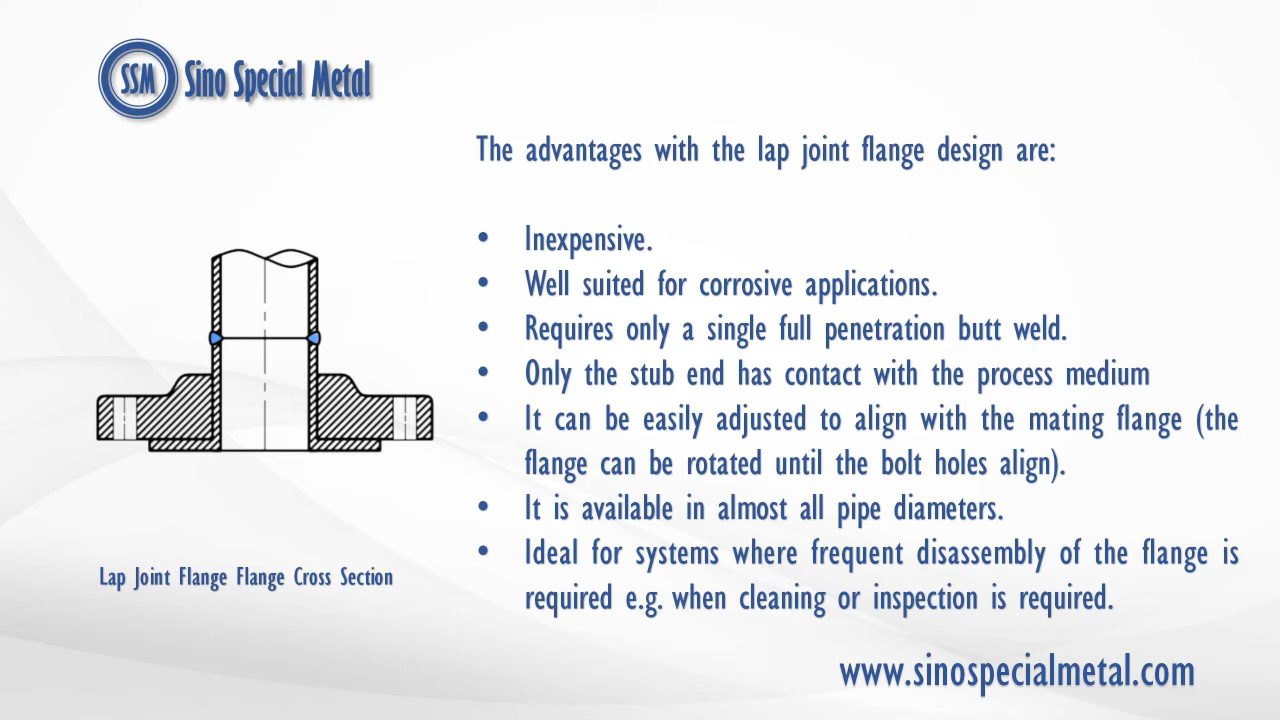 SSM Sino Special Metal
The advantages with the lap joint flange design are:
• Inexpensive.
• Well suited for corrosive applications.
• Requires only a single full penetration butt weld.
• Only the stub end has contact with the process medium
• It can be easily adjusted to align with the mating flange (the
flange can be rotated until the bolt holes align).
• It is available in almost all pipe diameters.
• Ideal for systems where frequent disassembly of the flange is
required e.g. when cleaning or inspection is required.
Lap Joint Flange Flange Cross Section
www.sinospecialmetal.com